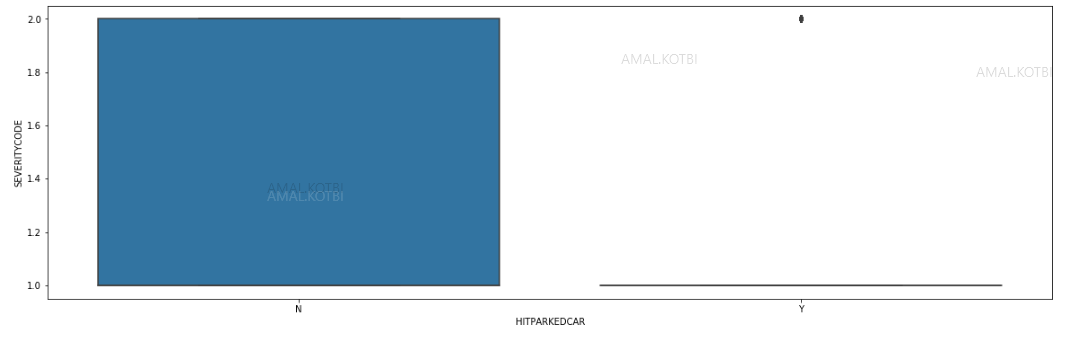 2.0
1.8
1.6
1.4
1.2
1.0
SEVERITYCODE
N
Y
HITPARKEDCAR
AMAL.KOTBI
AMAL.KOTBI
AMAL.KOTBI
AMAL.KOTBI